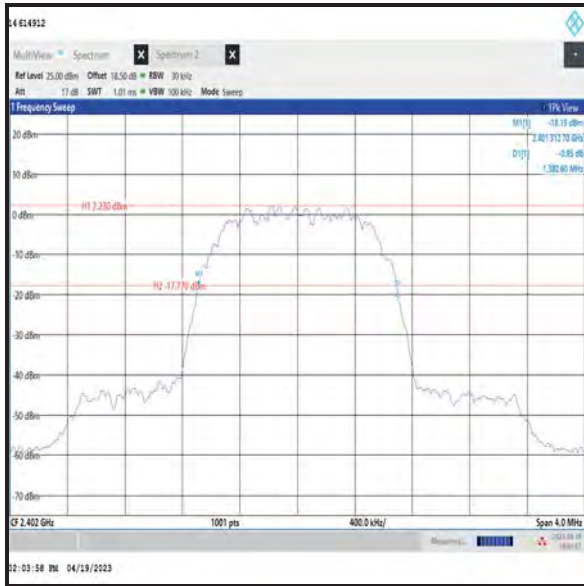 14 614912
MultiView Spectrum X Spectrum 2 X
Ref Level 25.00 dBm Offset 18.50 dB RBW 30 kHz
Att 17 dB SWT 1.01 ms VBW 100 kHz Mode Sweep
1 Frequency Sweep 1Pk View
M1[1] -18.19 dBm
2.401 312 70 GHz
D1[1] -0.85 dB
1.382 60 MHz
20 dBm
10 dBm
H1 2.230 dBm
0 dBm
-10 dBm
-20 dBm
H2 -17.770 dBm
-30 dBm
-40 dBm
-50 dBm
-60 dBm
-70 dBm
CF 2.402 GHz 1001 pts 400.0 kHz/ Span 4.0 MHz
Measuring...
02:03:58 PM 04/19/2023